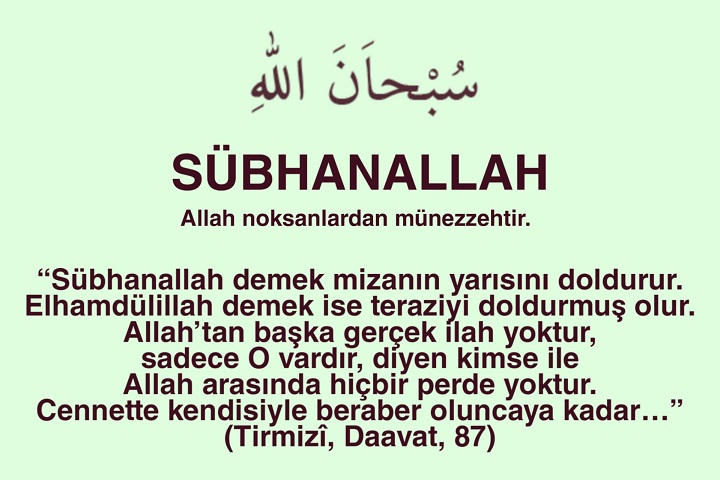 سُبْحاَنَ اللهِ
SÜBHANALLAH
Allah noksanlardan münezzehtir.
“Sübhanallah demek mizanın yarısını doldurur.
Elhamdülillah demek ise teraziyi doldurmuş olur.
Allah’tan başka gerçek ilah yoktur,
sadece O vardır, diyen kimse ile
Allah arasında hiçbir perde yoktur.
Cennette kendisiyle beraber oluncaya kadar…”
(Tirmizî, Daavat, 87)